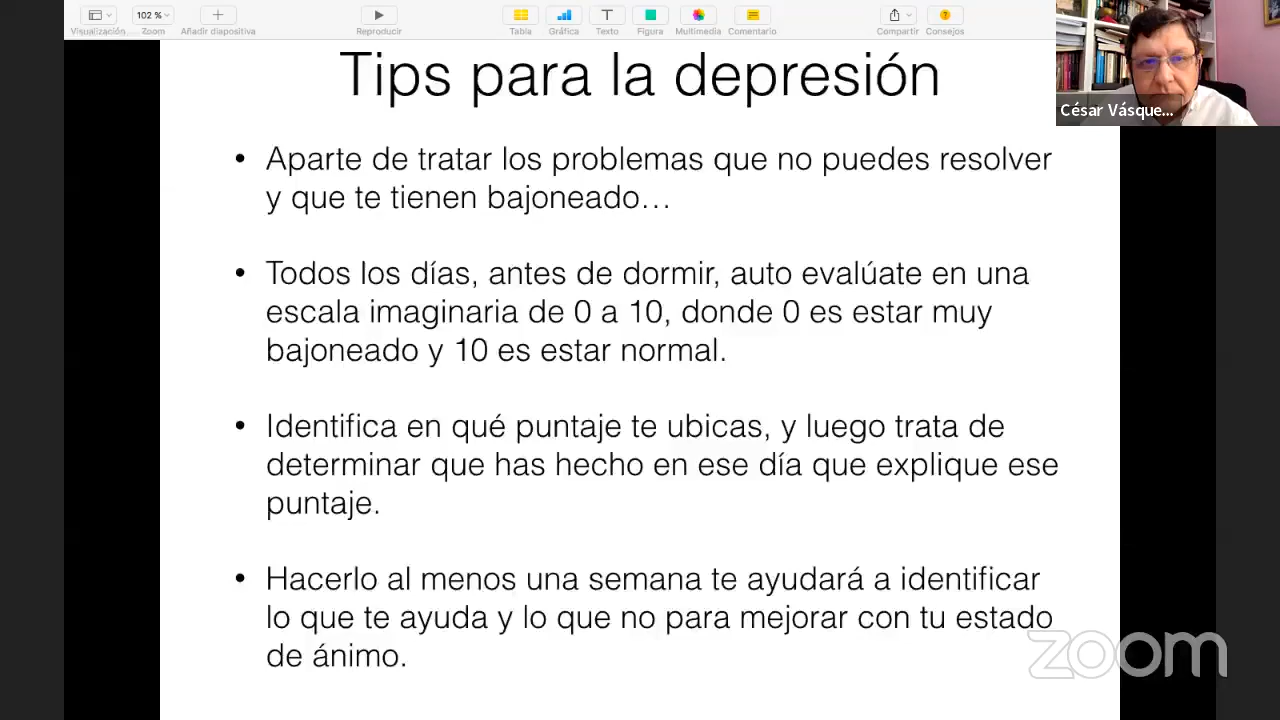 102 %
Visualización
Zoom
Añadir diapositiva
Reproducir
Tabla
Gráfica
Texto
Figura
Multimedia
Comentario
Compartir
Consejos
César Vásque...
Tips para la depresión
• Aparte de tratar los problemas que no puedes resolver
y que te tienen bajoneado…
• Todos los días, antes de dormir, auto evalúate en una
escala imaginaria de 0 a 10, donde 0 es estar muy
bajoneado y 10 es estar normal.
• Identifica en qué puntaje te ubicas, y luego trata de
determinar que has hecho en ese día que explique ese
puntaje.
• Hacerlo al menos una semana te ayudará a identificar
lo que te ayuda y lo que no para mejorar con tu estado
de ánimo.
zoom